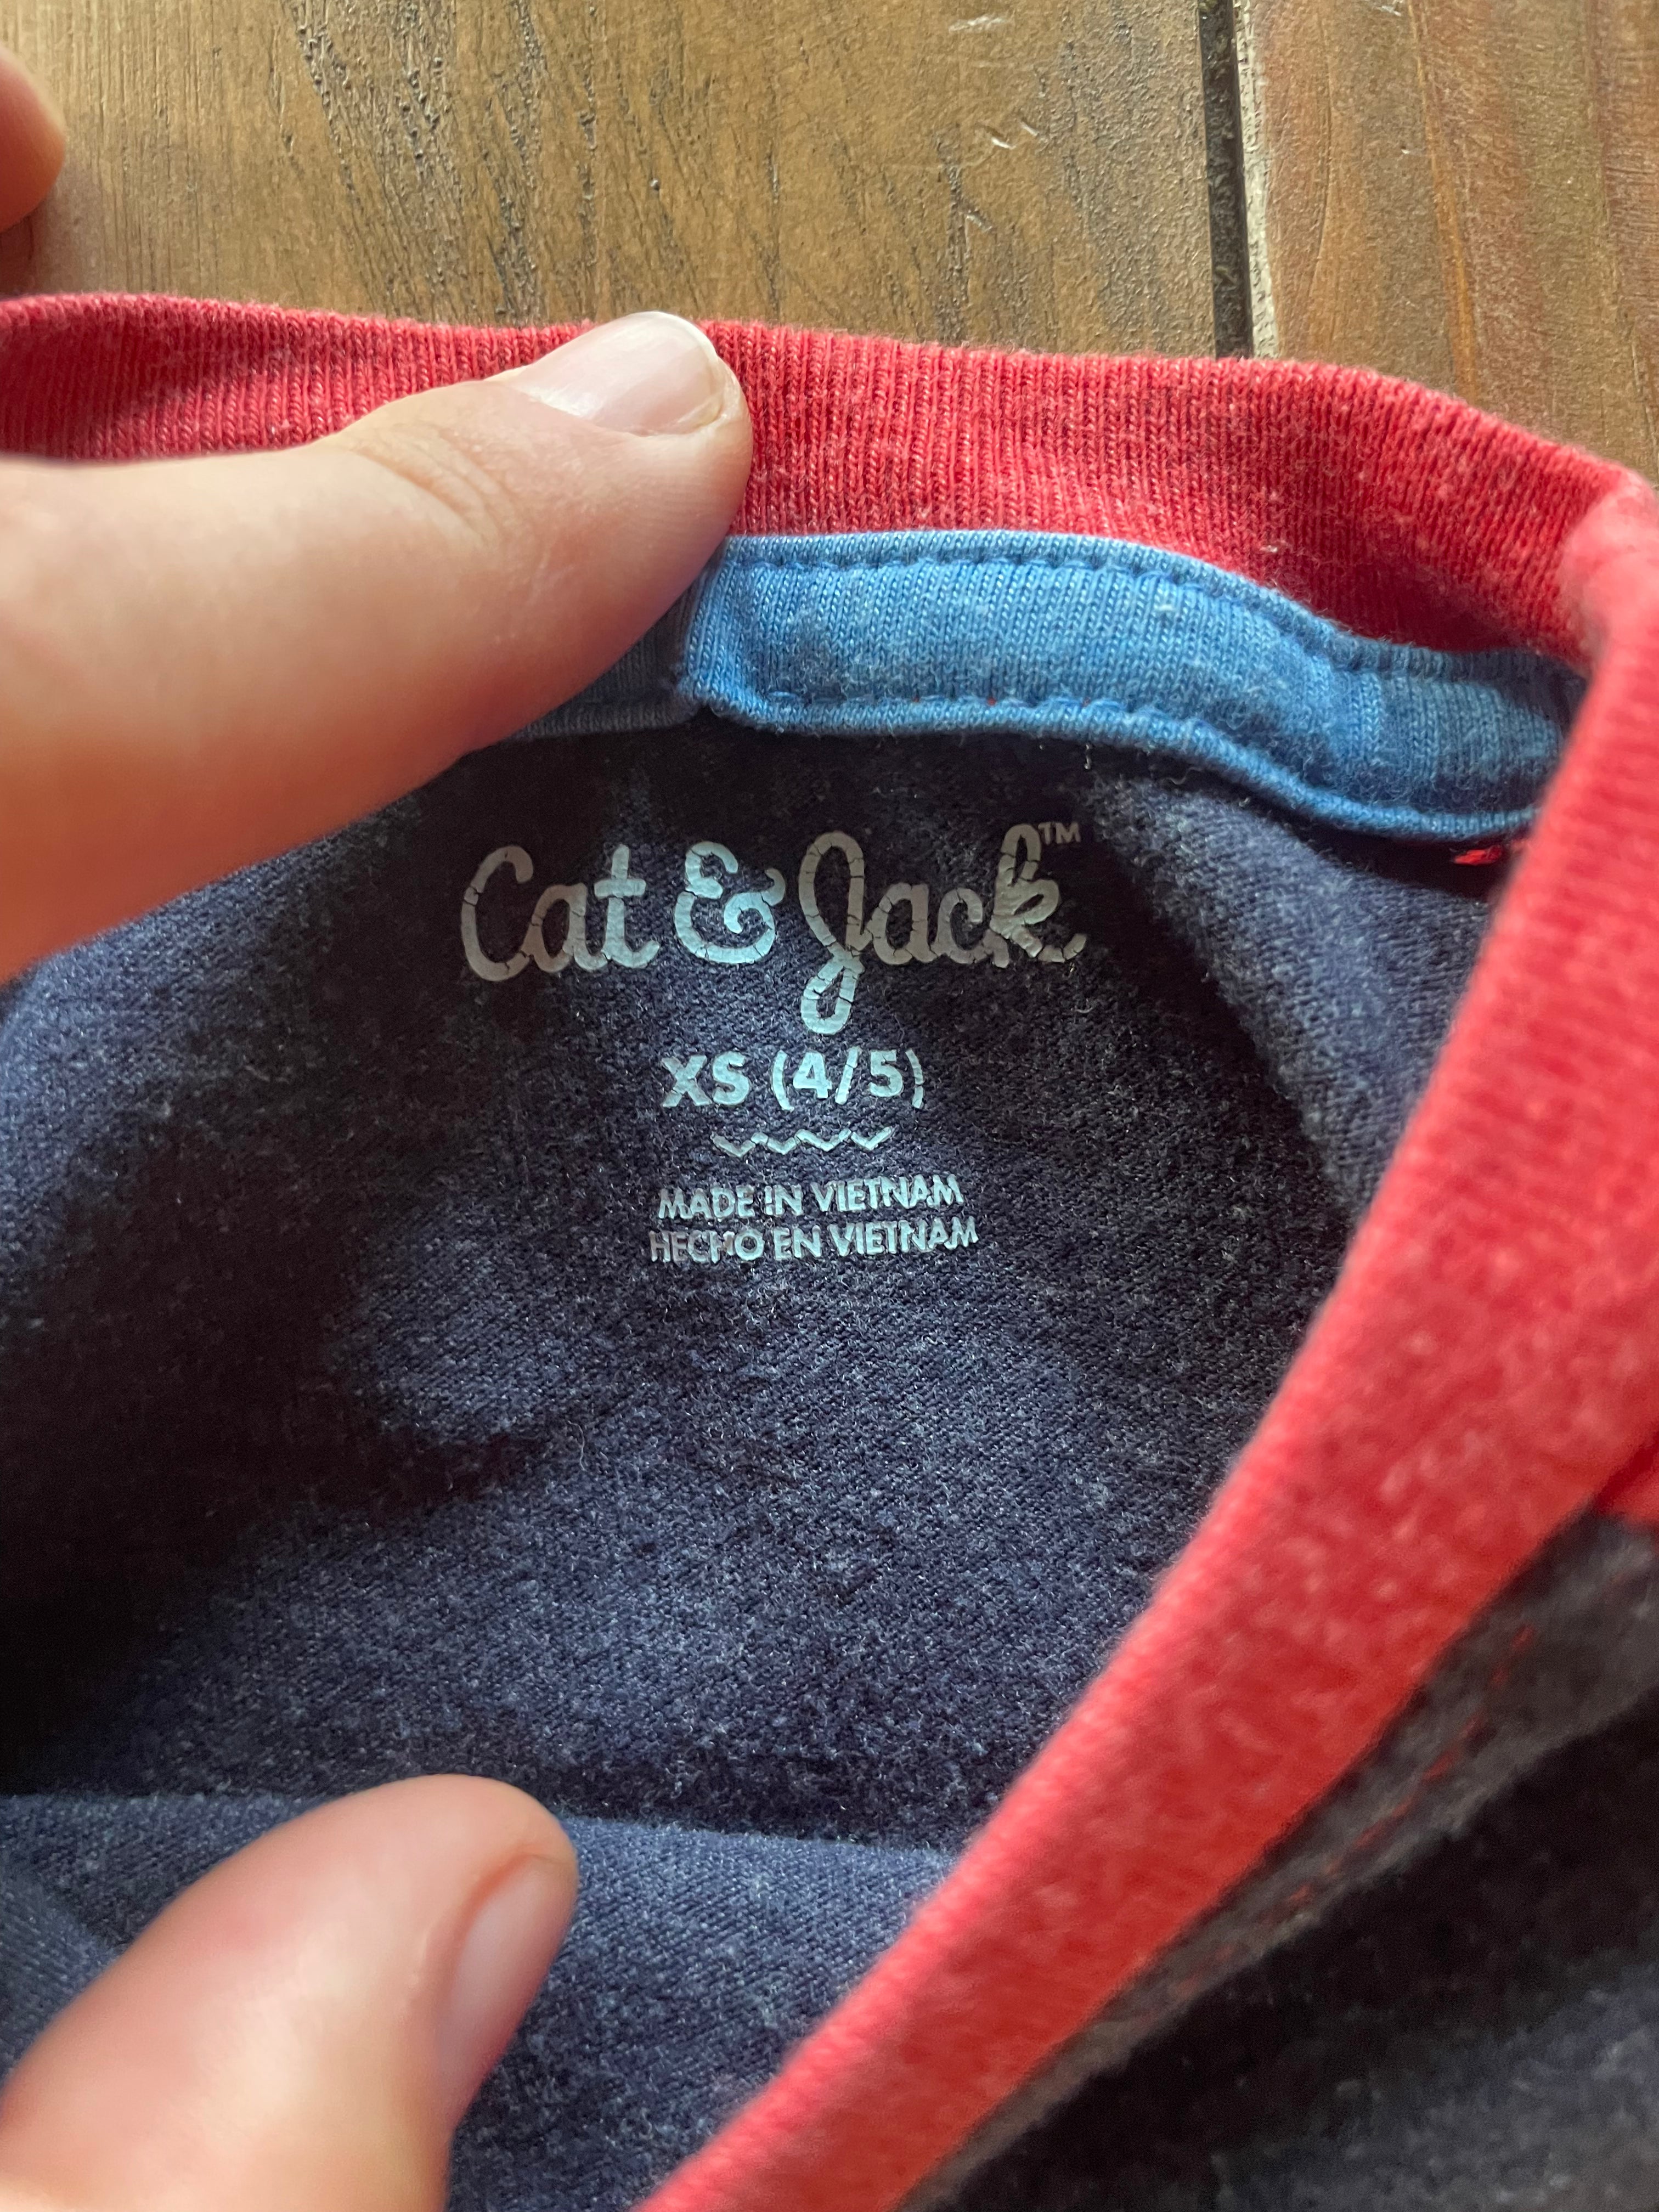 Cat & Jack™
XS (4/5)
MADE IN VIETNAM
HECHO EN VIETNAM